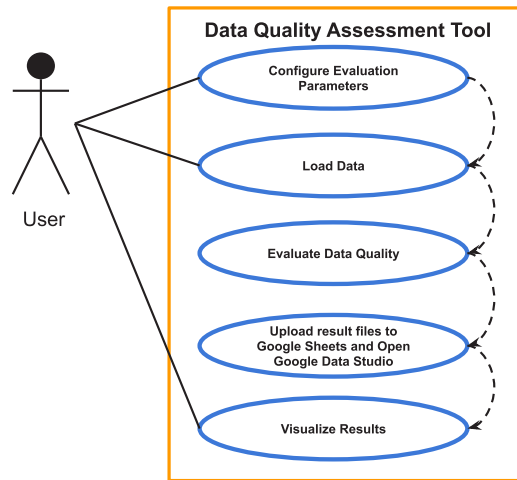 Data Quality Assessment Tool
Configure Evaluation
Parameters
Load Data
User
Evaluate Data Quality
Upload result files to
Google Sheets and Open
Google Data Studio
Visualize Results